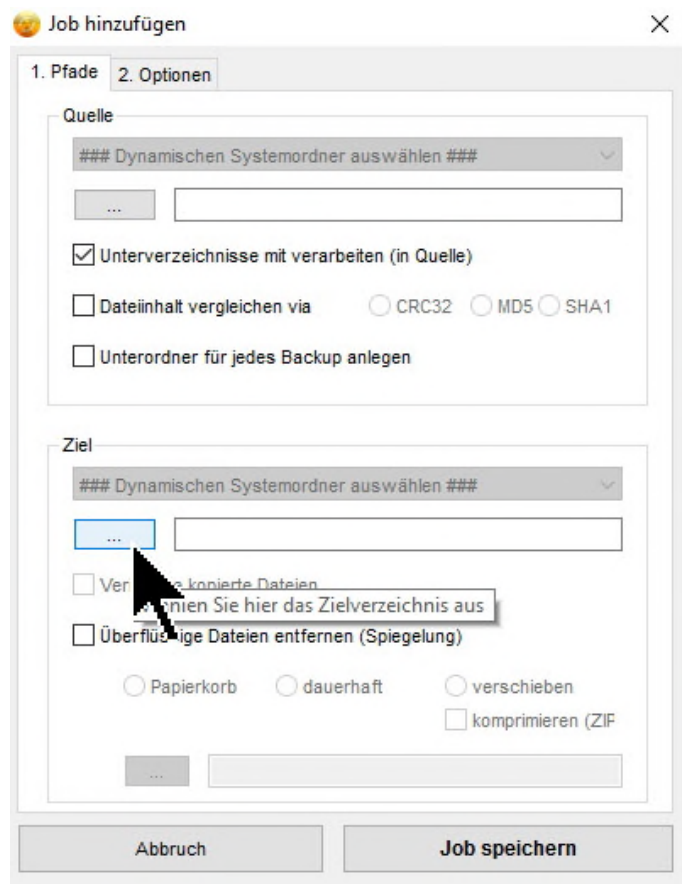 Job hinzufügen
1. Pfade 2. Optionen
Quelle
### Dynamischen Systemordner auswählen ###
...
Unterverzeichnisse mit verarbeiten (in Quelle)
Dateiinhalt vergleichen via CRC32 MD5 SHA1
Unterordner für jedes Backup anlegen
Ziel
### Dynamischen Systemordner auswählen ###
...
kopierte Dateien
Sie hier das Zielverzeichnis aus
Dateien entfernen (Spiegelung)
Papierkorb dauerhaft verschieben
komprimieren (ZIP
...
Abbruch Job speichern